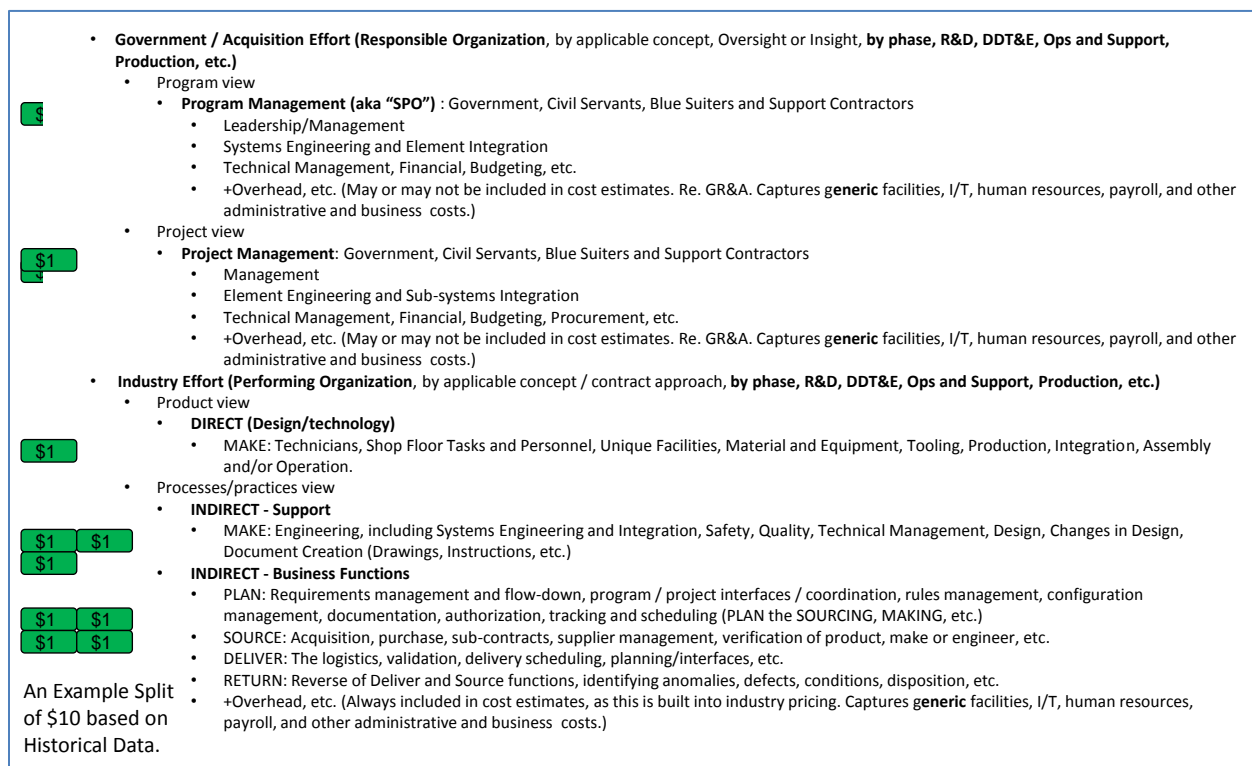 • Government / Acquisition Effort (Responsible Organization, by applicable concept, Oversight or Insight, by phase, R&D, DDT&E, Ops and Support,
Production, etc.)
• Program view
• Program Management (aka “SPO”) : Government, Civil Servants, Blue Suiters and Support Contractors
$
• Leadership/Management
• Systems Engineering and Element Integration
• Technical Management, Financial, Budgeting, etc.
• +Overhead, etc. (May or may not be included in cost estimates. Re. GR&A. Captures generic facilities, I/T, human resources, payroll, and other
administrative and business costs.)
• Project view
• Project Management: Government, Civil Servants, Blue Suiters and Support Contractors
$1
$
• Management
• Element Engineering and Sub-systems Integration
• Technical Management, Financial, Budgeting, Procurement, etc.
• +Overhead, etc. (May or may not be included in cost estimates. Re. GR&A. Captures generic facilities, I/T, human resources, payroll, and other
administrative and business costs.)
• Industry Effort (Performing Organization, by applicable concept / contract approach, by phase, R&D, DDT&E, Ops and Support, Production, etc.)
• Product view
• DIRECT (Design/technology)
$1
• MAKE: Technicians, Shop Floor Tasks and Personnel, Unique Facilities, Material and Equipment, Tooling, Production, Integration, Assembly
and/or Operation.
• Processes/practices view
• INDIRECT - Support
$1 $1
$1
• MAKE: Engineering, including Systems Engineering and Integration, Safety, Quality, Technical Management, Design, Changes in Design,
Document Creation (Drawings, Instructions, etc.)
• INDIRECT - Business Functions
• PLAN: Requirements management and flow-down, program / project interfaces / coordination, rules management, configuration
management, documentation, authorization, tracking and scheduling (PLAN the SOURCING, MAKING, etc.)
$1 $1
$1 $1
• SOURCE: Acquisition, purchase, sub-contracts, supplier management, verification of product, make or engineer, etc.
• DELIVER: The logistics, validation, delivery scheduling, planning/interfaces, etc.
• RETURN: Reverse of Deliver and Source functions, identifying anomalies, defects, conditions, disposition, etc.
• +Overhead, etc. (Always included in cost estimates, as this is built into industry pricing. Captures generic facilities, I/T, human resources,
payroll, and other administrative and business costs.)
An Example Split
of $10 based on
Historical Data.